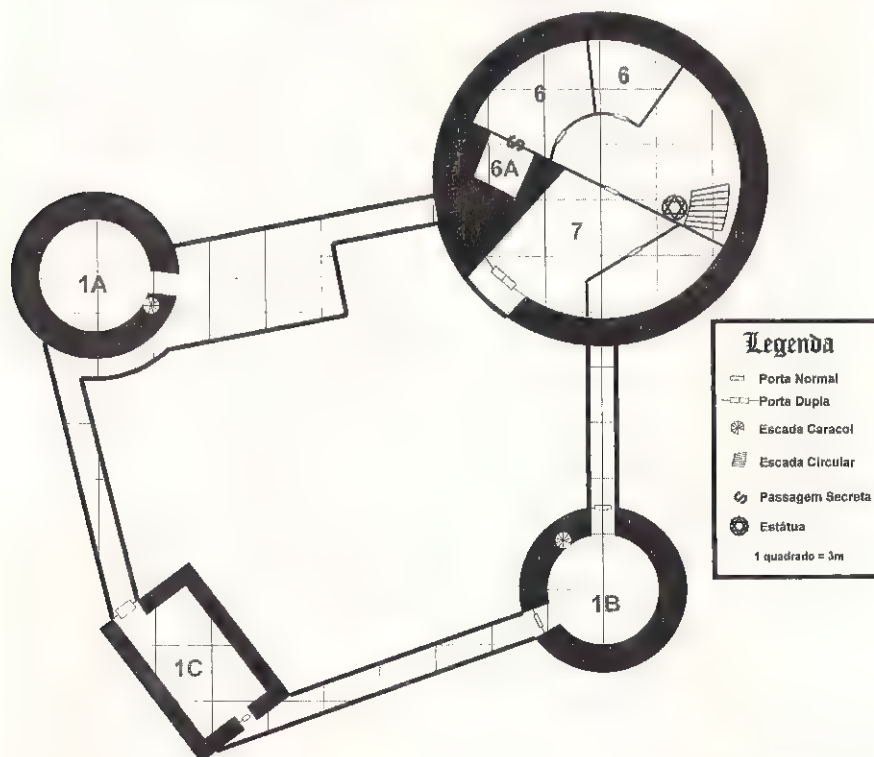 6
6
6A
7
1A
1B
1C
Legenda
Porta Normal
Porta Dupla
Escada Caracol
Escada Circular
S Passagem Secreta
Estátua
1 quadrado = 3m